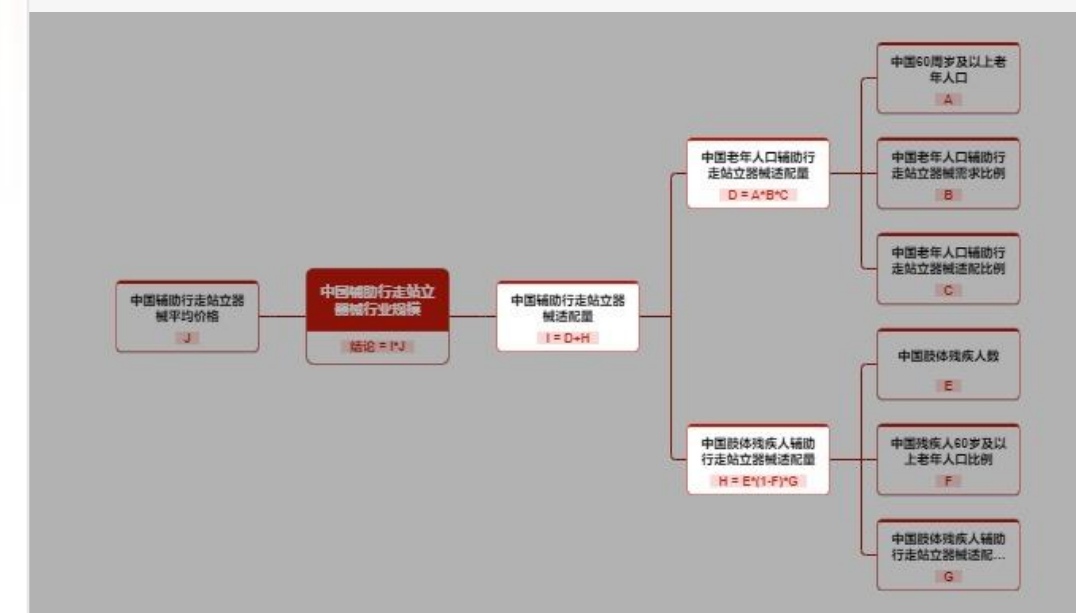 中国60周岁及以上老
年人口
A
中国老年人口辅助行
走站立器械适配量
D = A*B*C
中国老年人口辅助行
走站立器械需求比例
B
中国老年人口辅助行
走站立器械适配比例
C
中国辅助行走站立器
械平均价格
J
中国辅助行走站立
器械行业规模
结论 = I*J
中国辅助行走站立器
械适配量
I = D+H
中国肢体残疾人数
E
中国肢体残疾人辅助
行走站立器械适配量
H = E*(1-F)*G
中国残疾人60岁及以
上老年人口比例
F
中国肢体残疾人辅助
行走站立器械适配...
G